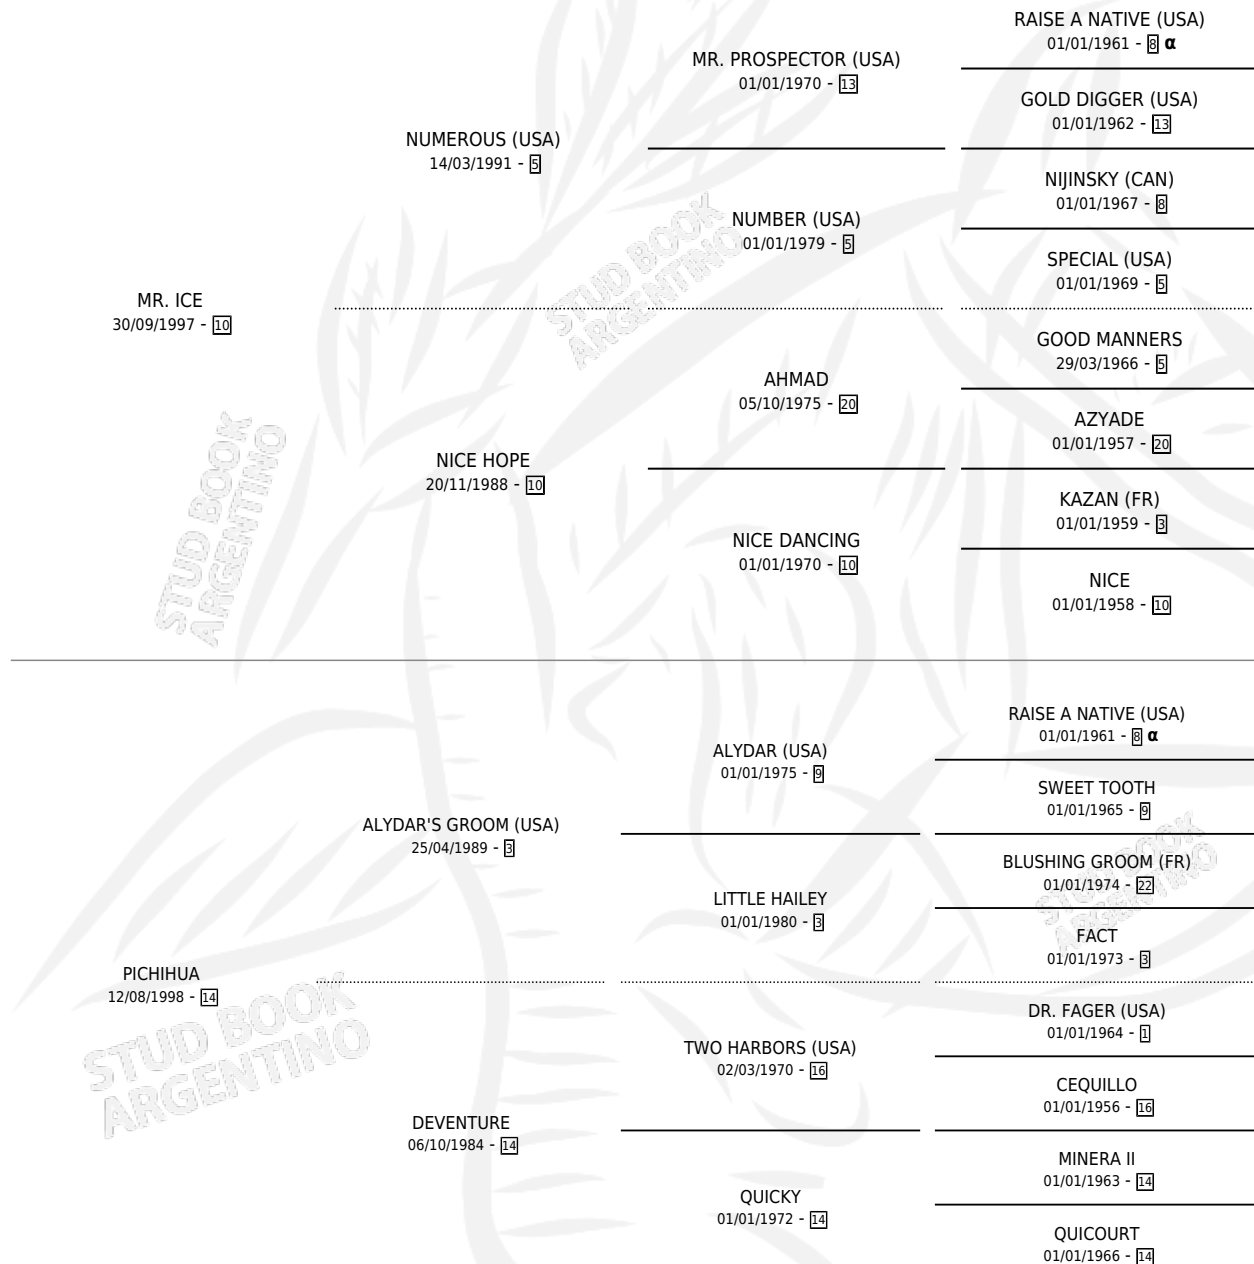 RAISE A NATIVE (USA)
01/01/1961 - 8 α
MR. PROSPECTOR (USA)
01/01/1970 - 13
GOLD DIGGER (USA)
01/01/1962 - 13
NUMEROUS (USA)
14/03/1991 - 5
NIJINSKY (CAN)
01/01/1967 - 8
NUMBER (USA)
01/01/1979 - 5
SPECIAL (USA)
01/01/1969 - 5
STUD BOOK
ARGENTINO
MR. ICE
30/09/1997 - 10
GOOD MANNERS
29/03/1966 - 5
AHMAD
05/10/1975 - 20
AZYADE
01/01/1957 - 20
NICE HOPE
20/11/1988 - 10
KAZAN (FR)
01/01/1959 - 3
NICE DANCING
01/01/1970 - 10
NICE
01/01/1958 - 10
STUD BOOK
ARGENTINO
RAISE A NATIVE (USA)
01/01/1961 - 8 α
ALYDAR (USA)
01/01/1975 - 9
SWEET TOOTH
01/01/1965 - 9
ALYDAR'S GROOM (USA)
25/04/1989 - 3
BLUSHING GROOM (FR)
01/01/1974 - 22
LITTLE HAILEY
01/01/1980 - 3
FACT
01/01/1973 - 3
STUD BOOK
ARGENTINO
PICHIHUA
12/08/1998 - 14
DR. FAGER (USA)
01/01/1964 - 1
TWO HARBORS (USA)
02/03/1970 - 16
CEQUILLO
01/01/1956 - 16
DEVENTURE
06/10/1984 - 14
MINERA II
01/01/1963 - 14
QUICKY
01/01/1972 - 14
QUICOURT
01/01/1966 - 14
STUD BOOK
ARGENTINO